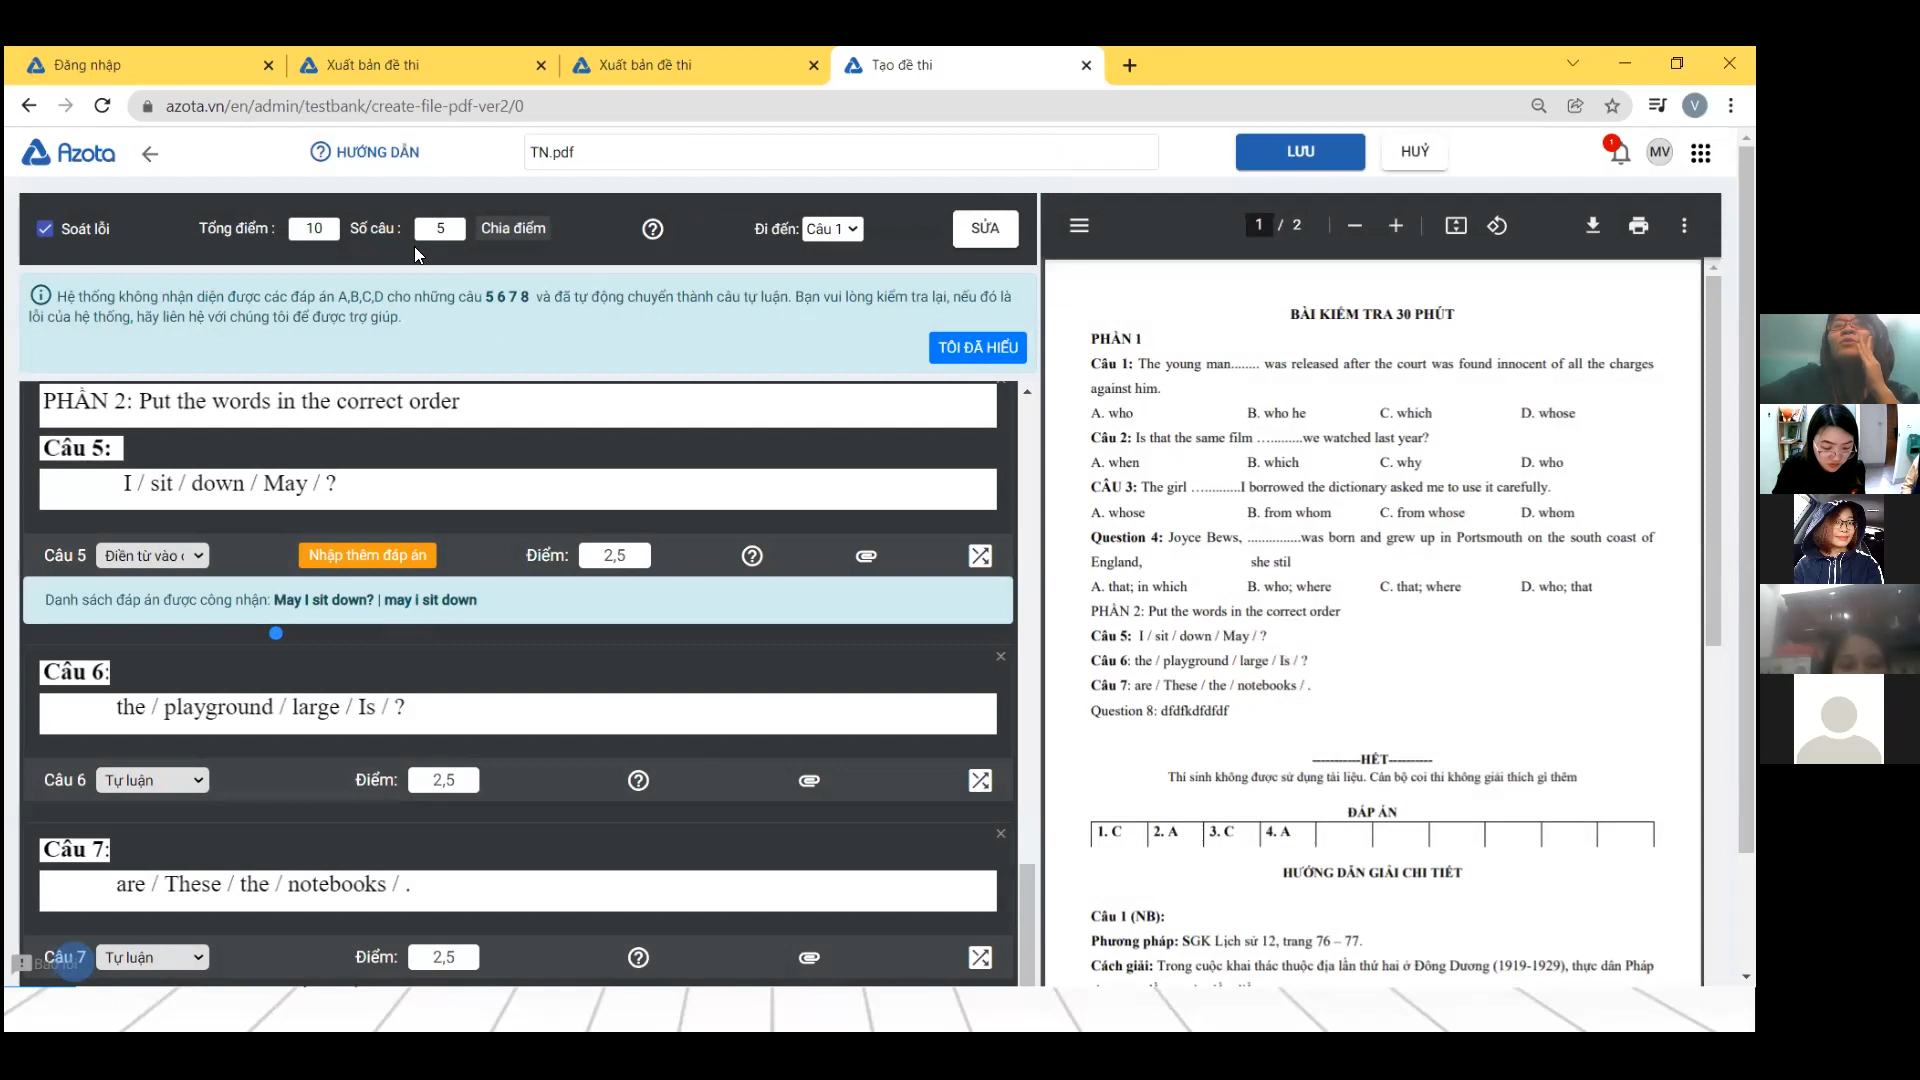 Đăng nhập
Xuất bản đề thi
Xuất bản đề thi
Tạo đề thi
azota.vn/en/admin/testbank/create-file-pdf-ver2/0
V
Azota
HƯỚNG DẪN
TN.pdf
LƯU
HUỶ
1
MV
Soát lỗi
Tổng điểm :
10
Số câu :
5
Chia điểm
Đi đến:
Câu 1
SỬA
Hệ thống không nhận diện được các đáp án A,B,C,D cho những câu 5 6 7 8 và đã tự động chuyển thành câu tự luận. Bạn vui lòng kiểm tra lại, nếu đó là
lỗi của hệ thống, hãy liên hệ với chúng tôi để được trợ giúp.
TÔI ĐÃ HIỂU
PHẦN 2: Put the words in the correct order
Câu 5:
I / sit / down / May / ?
Câu 5
Điền từ vào
Nhập thêm đáp án
Điểm:
2,5
Danh sách đáp án được công nhận: May I sit down? | may i sit down
Câu 6:
the / playground / large / Is / ?
Câu 6
Tự luận
Điểm:
2,5
Câu 7:
are / These / the / notebooks / .
Câu 7
Tự luận
Điểm:
2,5
Báo lỗi
1 / 2
BÀI KIỂM TRA 30 PHÚT
PHẦN 1
Câu 1: The young man........ was released after the court was found innocent of all the charges
against him.
A. who B. who he C. which D. whose
Câu 2: Is that the same film ….........we watched last year?
A. when B. which C. why D. who
CÂU 3: The girl ….........I borrowed the dictionary asked me to use it carefully.
A. whose B. from whom C. from whose D. whom
Question 4: Joyce Bews, ..............was born and grew up in Portsmouth on the south coast of
England, she stil
A. that; in which B. who; where C. that; where D. who; that
PHẦN 2: Put the words in the correct order
Câu 5: I / sit / down / May / ?
Câu 6: the / playground / large / Is / ?
Câu 7: are / These / the / notebooks / .
Question 8: dfdfkdfdfdf
-----------HẾT----------
Thí sinh không được sử dụng tài liệu. Cán bộ coi thi không giải thích gì thêm
ĐÁP ÁN
1. C 2. A 3. C 4. A
HƯỚNG DẪN GIẢI CHI TIẾT
Câu 1 (NB):
Phương pháp: SGK Lịch sử 12, trang 76 – 77.
Cách giải: Trong cuộc khai thác thuộc địa lần thứ hai ở Đông Dương (1919-1929), thực dân Pháp